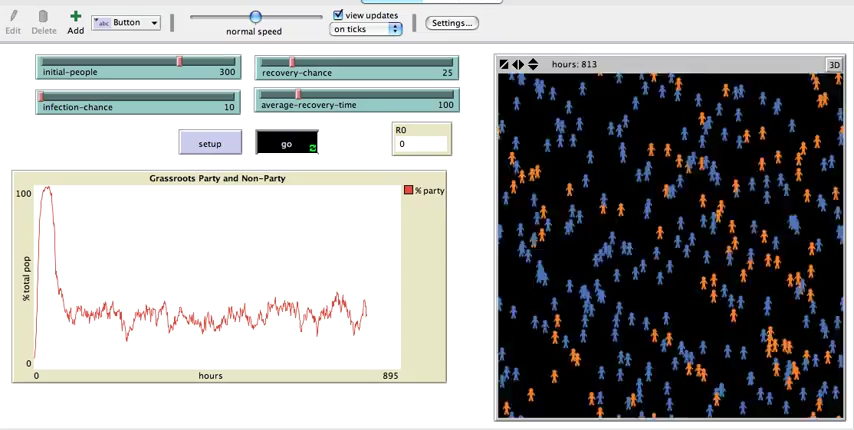 Edit
Delete
Add
abc Button
normal speed
view updates
on ticks
Settings...
initial-people 300
recovery-chance 25
infection-chance 10
average-recovery-time 100
setup
go
R0
0
Grassroots Party and Non-Party
100
% total pop
0
0
hours
895
% party
hours: 813
3D